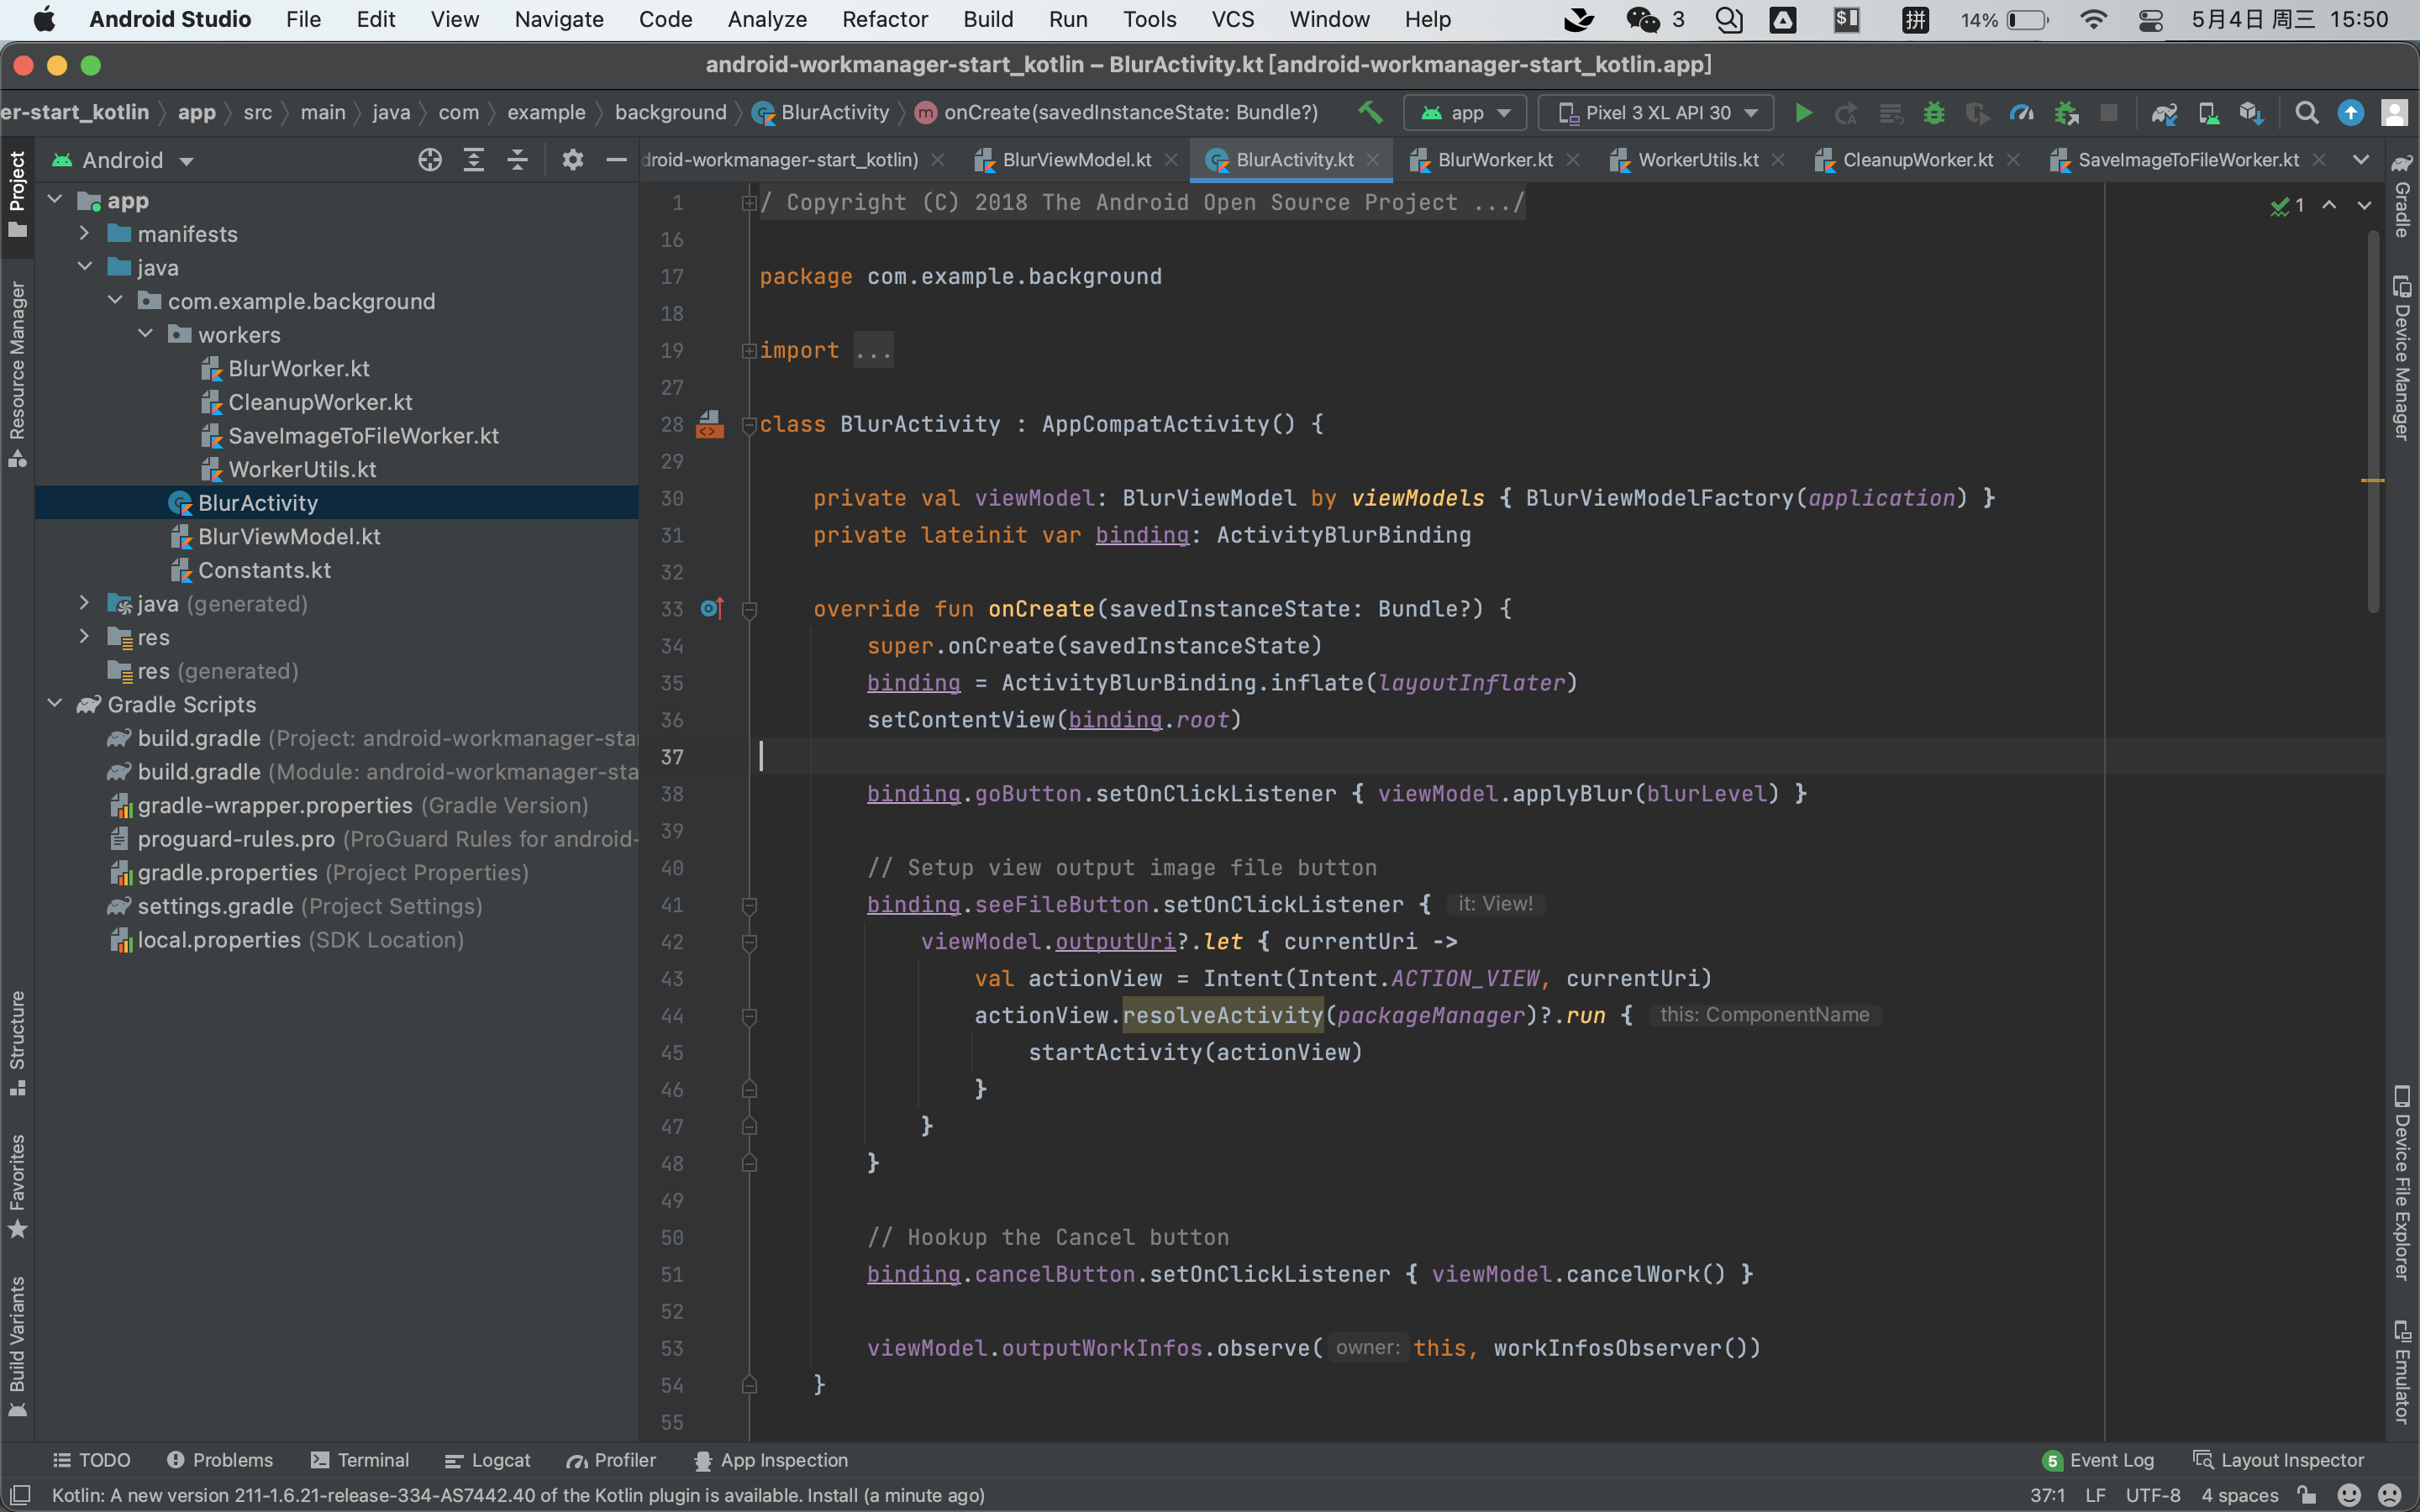 Android Studio File Edit View Navigate Code Analyze Refactor Build Run Tools VCS Window Help 3 $ 拼 14% 5月4日 周三 15:50
android-workmanager-start_kotlin – BlurActivity.kt [android-workmanager-start_kotlin.app]
er-start_kotlin app src main java com example background BlurActivity m onCreate(savedInstanceState: Bundle?) app Pixel 3 XL API 30
Android
droid-workmanager-start_kotlin) BlurViewModel.kt BlurActivity.kt BlurWorker.kt WorkerUtils.kt CleanupWorker.kt SaveImageToFileWorker.kt
Project
Resource Manager
Structure
Favorites
Build Variants
app
manifests
java
com.example.background
workers
BlurWorker.kt
CleanupWorker.kt
SaveImageToFileWorker.kt
WorkerUtils.kt
BlurActivity
BlurViewModel.kt
Constants.kt
java (generated)
res
res (generated)
Gradle Scripts
build.gradle (Project: android-workmanager-sta
build.gradle (Module: android-workmanager-sta
gradle-wrapper.properties (Gradle Version)
proguard-rules.pro (ProGuard Rules for android-
gradle.properties (Project Properties)
settings.gradle (Project Settings)
local.properties (SDK Location)
1 / Copyright (C) 2018 The Android Open Source Project .../
1
16
17 package com.example.background
18
19 import ...
27
28 class BlurActivity : AppCompatActivity() {
29
30 private val viewModel: BlurViewModel by viewModels { BlurViewModelFactory(application) }
31 private lateinit var binding: ActivityBlurBinding
32
33 override fun onCreate(savedInstanceState: Bundle?) {
34 super.onCreate(savedInstanceState)
35 binding = ActivityBlurBinding.inflate(layoutInflater)
36 setContentView(binding.root)
37
38 binding.goButton.setOnClickListener { viewModel.applyBlur(blurLevel) }
39
40 // Setup view output image file button
41 binding.seeFileButton.setOnClickListener { it: View!
42 viewModel.outputUri?.let { currentUri ->
43 val actionView = Intent(Intent.ACTION_VIEW, currentUri)
44 actionView.resolveActivity(packageManager)?.run { this: ComponentName
45 startActivity(actionView)
46 }
47 }
48 }
49
50 // Hookup the Cancel button
51 binding.cancelButton.setOnClickListener { viewModel.cancelWork() }
52
53 viewModel.outputWorkInfos.observe( owner: this, workInfosObserver())
54 }
55
Gradle
Device Manager
Device File Explorer
Emulator
TODO Problems Terminal Logcat Profiler App Inspection 5 Event Log Layout Inspector
Kotlin: A new version 211-1.6.21-release-334-AS7442.40 of the Kotlin plugin is available. Install (a minute ago) 37:1 LF UTF-8 4 spaces